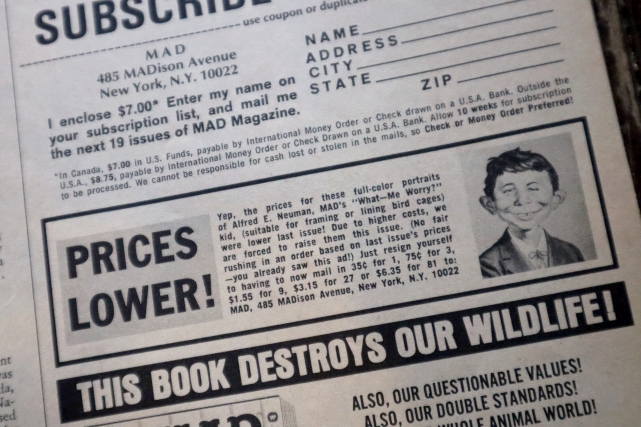 SUBSCRIBE
use coupon or duplicate
MAD
485 MADison Avenue
New York, N.Y. 10022
I enclose $7.00* Enter my name on
your subscription list, and mail me
the next 19 issues of MAD Magazine.
NAME
ADDRESS
CITY
STATE ZIP
*In Canada, $7.00 in U.S. Funds, payable by International Money Order or Check drawn on a U.S.A. Bank. Outside the
U.S.A., $8.75, payable by International Money Order or Check Drawn on a U.S.A. Bank. Allow 10 weeks for subscription
to be processed. We cannot be responsible for cash lost or stolen in the mails, so Check or Money Order Preferred!
PRICES
LOWER!
Yep, the prices for these full-color portraits
of Alfred E. Neuman, MAD's "What—Me Worry?"
kid, (suitable for framing or lining bird cages)
were lower last issue! Due to higher costs, we
are forced to raise them this issue. (No fair
rushing in an order based on last issue's prices
—you already saw this ad!) Just resign yourself
to having to now mail in 35¢ for 1, 75¢ for 3,
$1.55 for 9, $3.15 for 27 or $6.35 for 81 to:
MAD, 485 MADison Avenue, New York, N.Y. 10022
THIS BOOK DESTROYS OUR WILDLIFE!
ALSO, OUR QUESTIONABLE VALUES!
ALSO, OUR DOUBLE STANDARDS!
WHOLE ANIMAL WORLD!